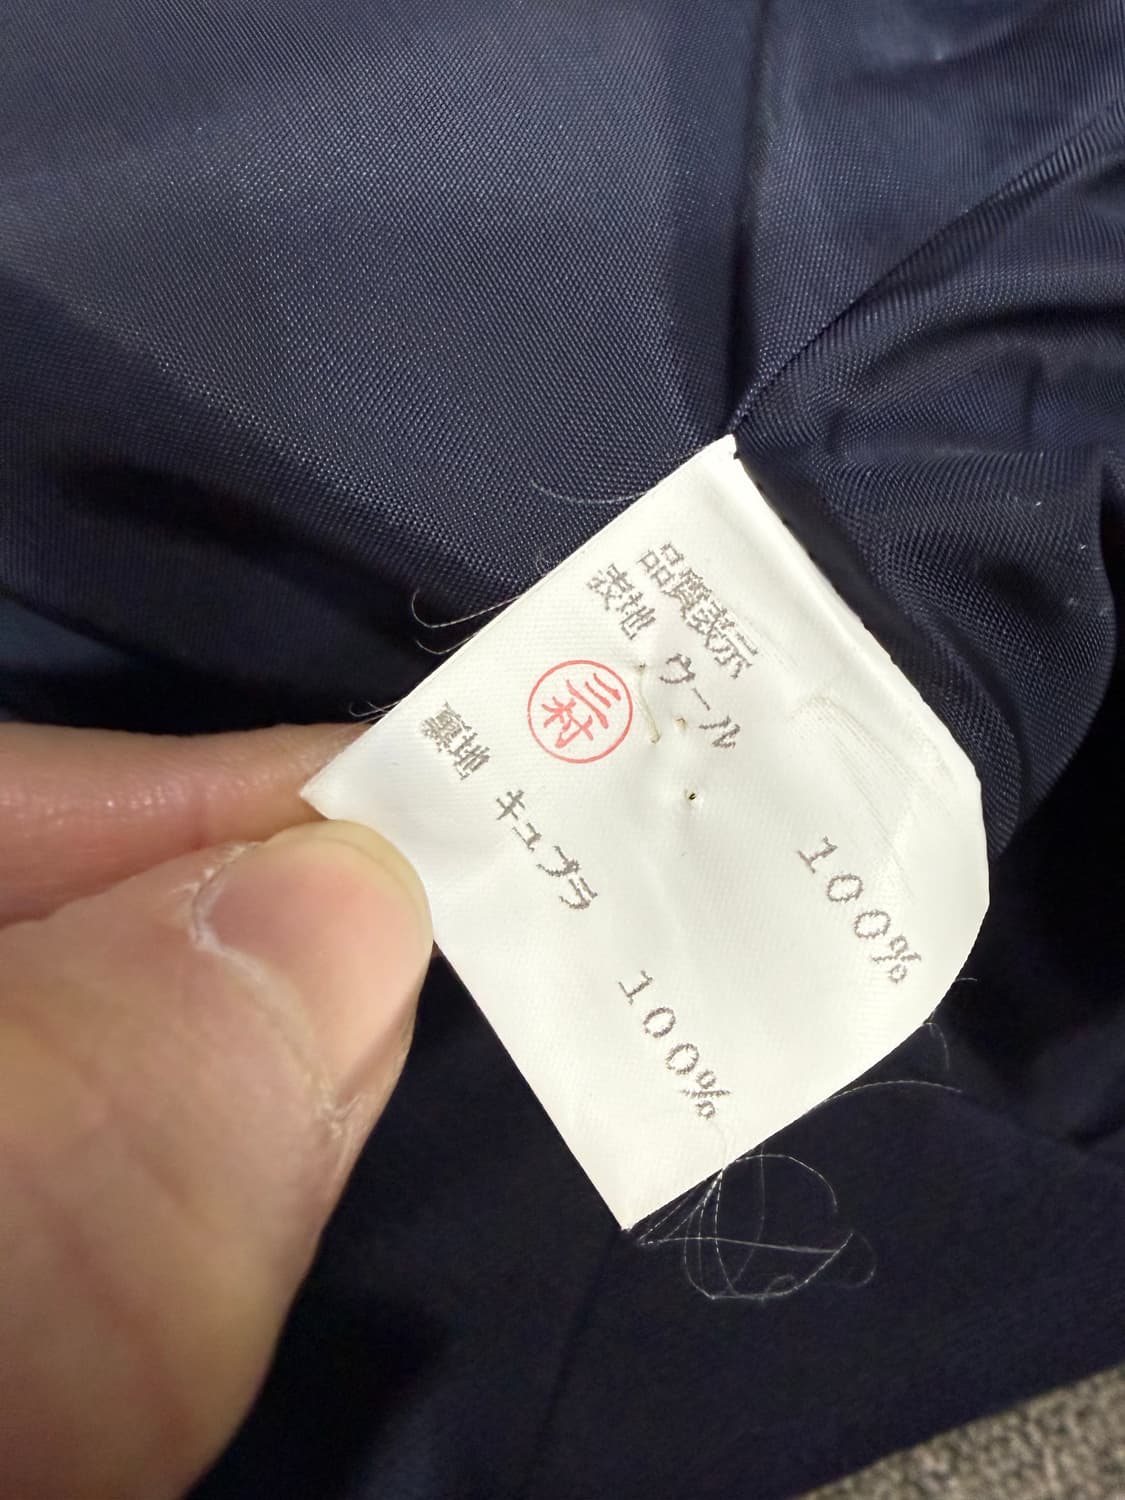 品質表示
表地 ウール 100%
三村
裏地 キュプラ 100%